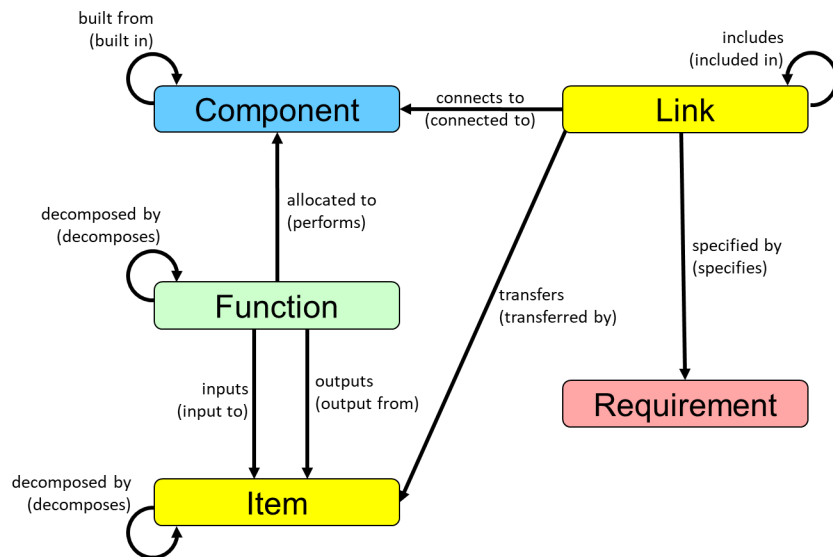 built from
(built in)
includes
(included in)
Component
connects to
(connected to)
Link
allocated to
(performs)
decomposed by
(decomposes)
specified by
(specifies)
Function
transfers
(transferred by)
inputs
(input to)
outputs
(output from)
Requirement
decomposed by
(decomposes)
Item